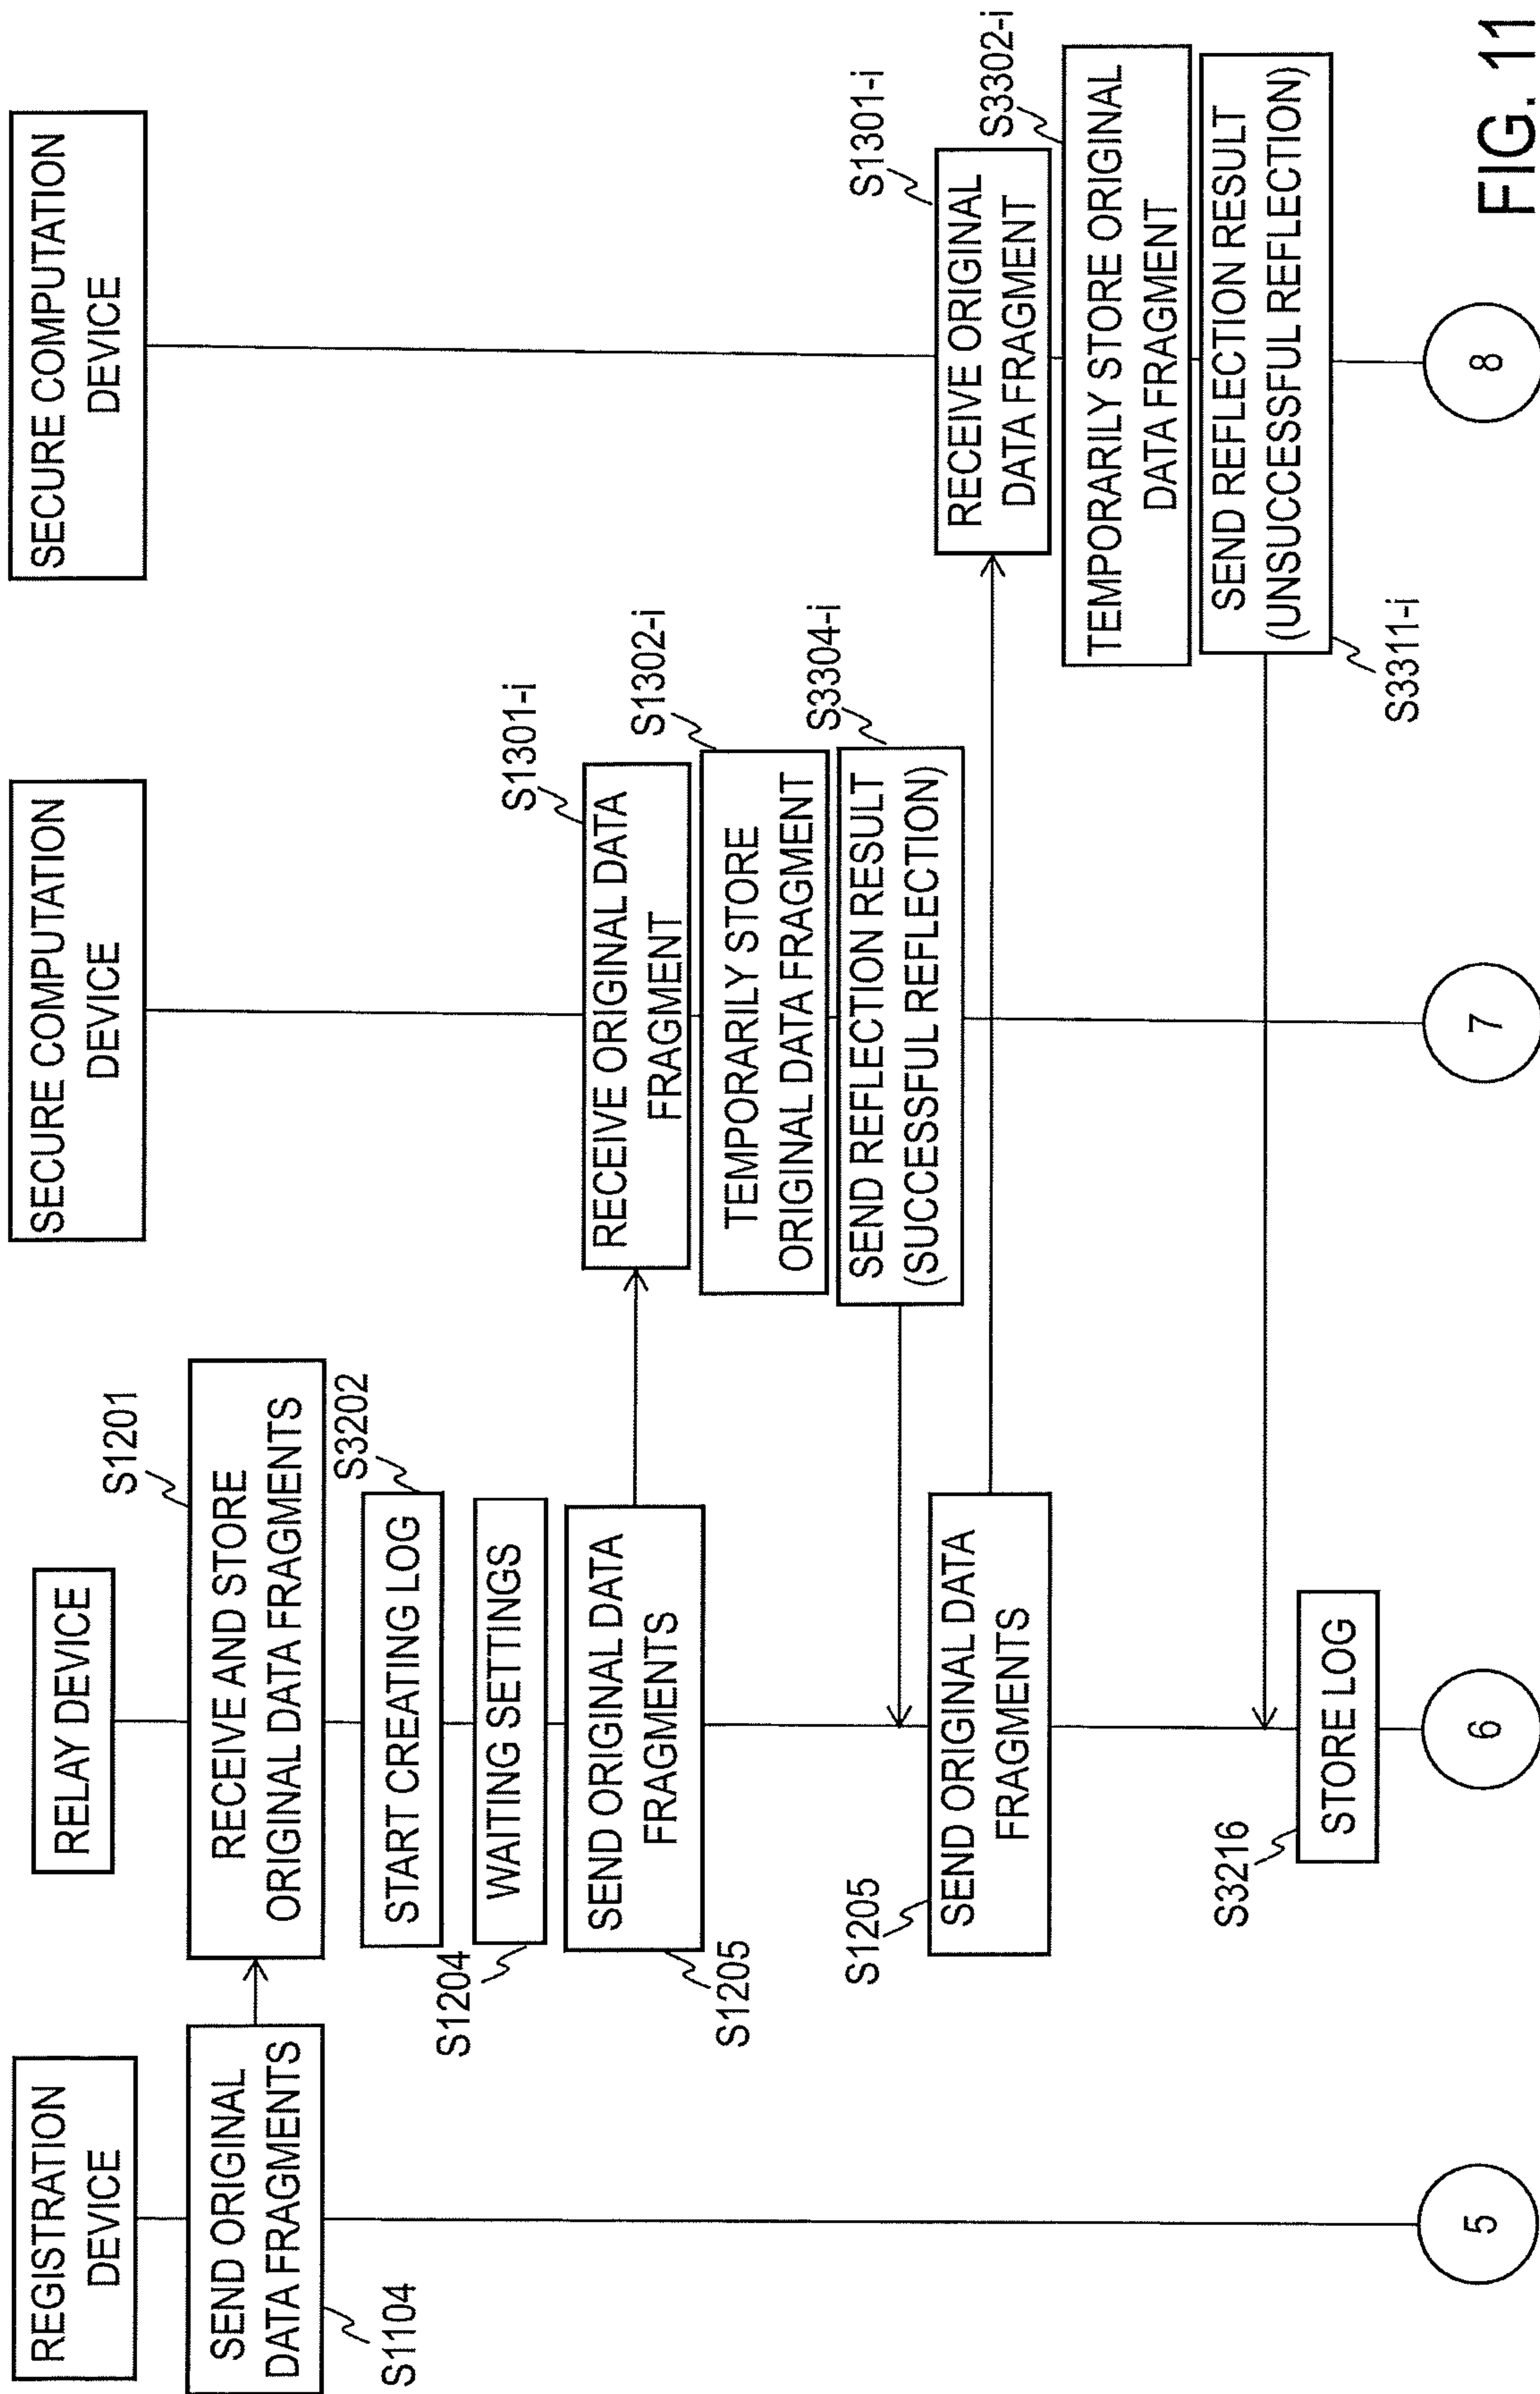 REGISTRATION
DEVICE
SEND ORIGINAL
DATA FRAGMENTS
S1104
5
RELAY DEVICE
S1201
RECEIVE AND STORE
ORIGINAL DATA FRAGMENTS
S3202
START CREATING LOG
WAITING SETTINGS
S1204
SEND ORIGINAL DATA
FRAGMENTS
S1205
S1205
SEND ORIGINAL DATA
FRAGMENTS
S3216
STORE LOG
6
SECURE COMPUTATION
DEVICE
S1301-i
RECEIVE ORIGINAL DATA
FRAGMENT
S1302-i
TEMPORARILY STORE
ORIGINAL DATA FRAGMENT
S3304-i
SEND REFLECTION RESULT
(SUCCESSFUL REFLECTION)
7
SECURE COMPUTATION
DEVICE
S1301-i
RECEIVE ORIGINAL
DATA FRAGMENT
S3302-i
TEMPORARILY STORE ORIGINAL
DATA FRAGMENT
SEND REFLECTION RESULT
(UNSUCCESSFUL REFLECTION)
S3311-i
8
FIG. 11